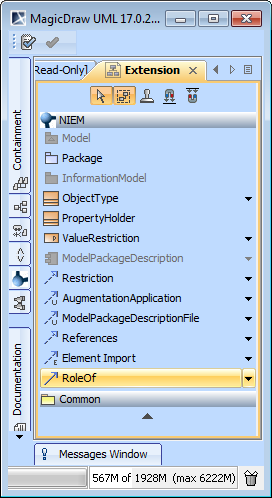 MagicDraw UML 17.0.2...
Read-Only]
Extension
Containment
NIEM
Model
Package
InformationModel
ObjectType
PropertyHolder
ValueRestriction
ModelPackageDescription
Restriction
AugmentationApplication
ModelPackageDescriptionFile
References
Element Import
RoleOf
Common
Documentation
Messages Window
567M of 1928M (max 6222M)